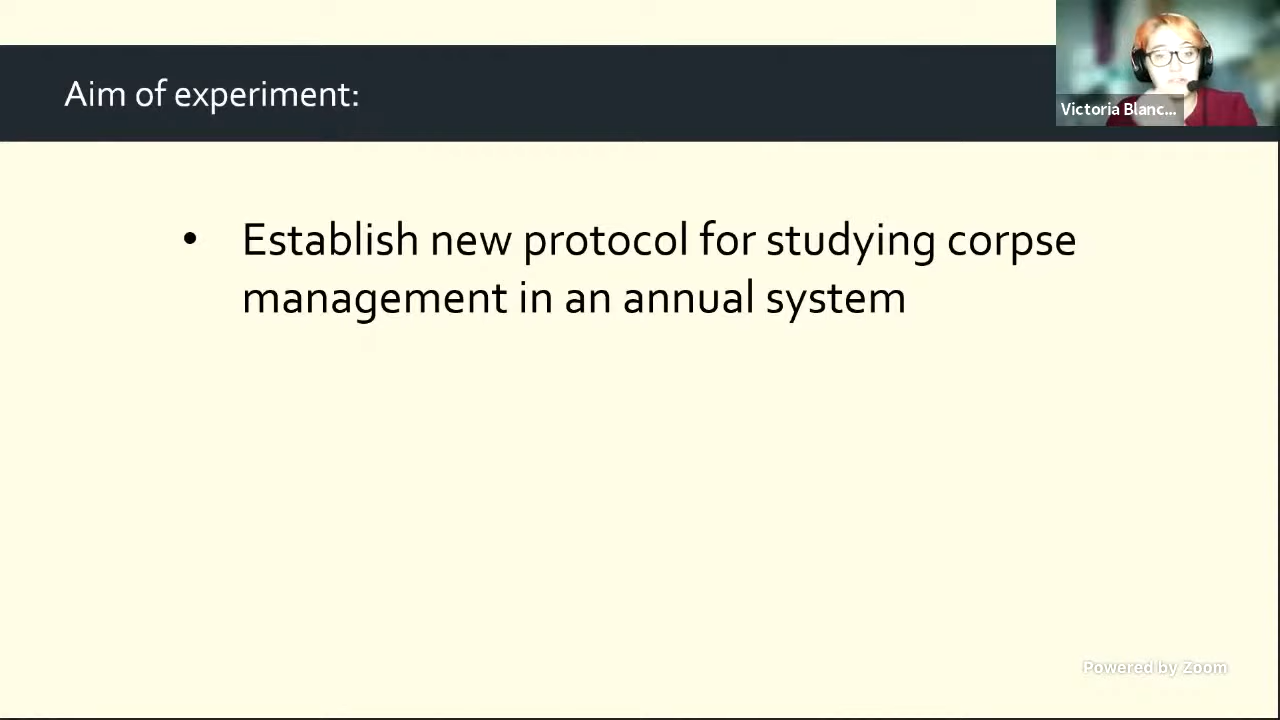 Aim of experiment:
Victoria Blanc...
• Establish new protocol for studying corpse
management in an annual system
Powered by Zoom